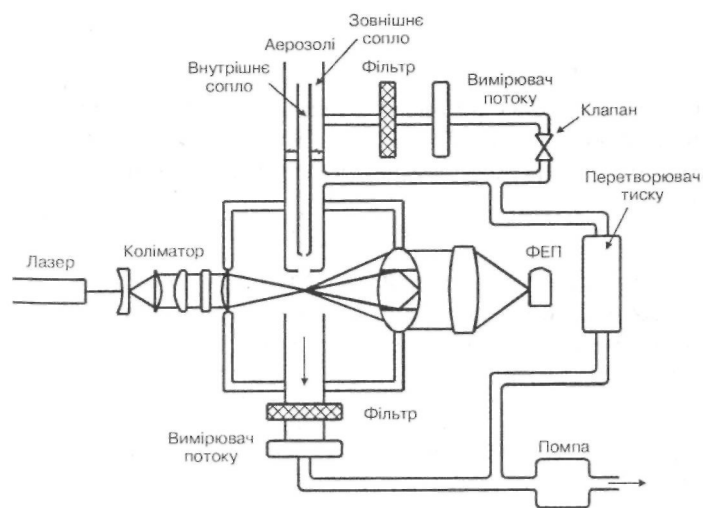 Зовнішнє
сопло
Аерозолі
Внутрішнє
сопло
Фільтр
Вимірювач
потоку
Клапан
Перетворювач
тиску
Лазер
Коліматор
ФЕП
Фільтр
Вимірювач
потоку
Помпа